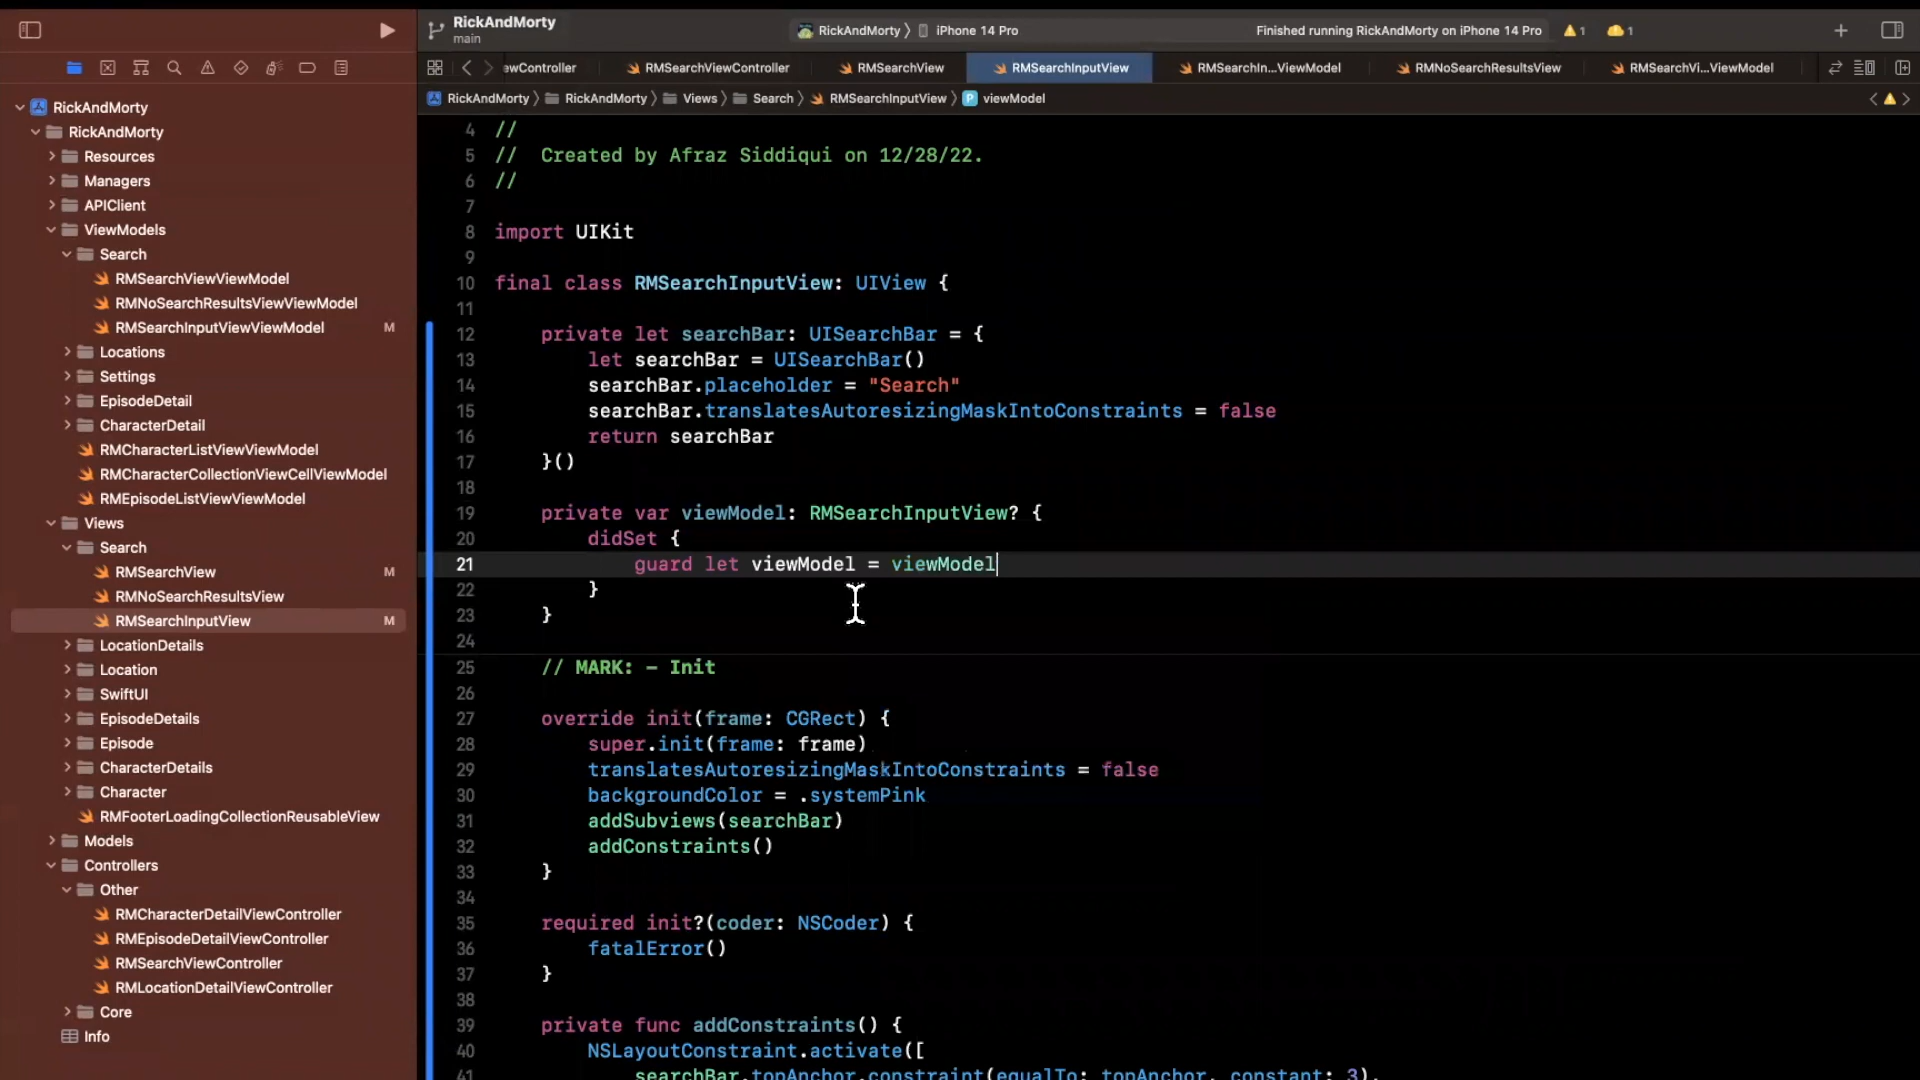 RickAndMorty
main
RickAndMorty
iPhone 14 Pro
Finished running RickAndMorty on iPhone 14 Pro
1
1
ewController
RMSearchViewController
RMSearchView
RMSearchInputView
RMSearchIn...ViewModel
RMNoSearchResultsView
RMSearchVi...ViewModel
RickAndMorty
RickAndMorty
Views
Search
RMSearchInputView
P viewModel
RickAndMorty
RickAndMorty
Resources
Managers
APIClient
ViewModels
Search
RMSearchViewViewModel
RMNoSearchResultsViewViewModel
RMSearchInputViewViewModel M
Locations
Settings
EpisodeDetail
CharacterDetail
RMCharacterListViewViewModel
RMCharacterCollectionViewCellViewModel
RMEpisodeListViewViewModel
Views
Search
RMSearchView M
RMNoSearchResultsView
RMSearchInputView M
LocationDetails
Location
SwiftUI
EpisodeDetails
Episode
CharacterDetails
Character
RMFooterLoadingCollectionReusableView
Models
Controllers
Other
RMCharacterDetailViewController
RMEpisodeDetailViewController
RMSearchViewController
RMLocationDetailViewController
Core
Info
4 //
5 //  Created by Afraz Siddiqui on 12/28/22.
6 //
7
8 import UIKit
9
10 final class RMSearchInputView: UIView {
11
12     private let searchBar: UISearchBar = {
13         let searchBar = UISearchBar()
14         searchBar.placeholder = "Search"
15         searchBar.translatesAutoresizingMaskIntoConstraints = false
16         return searchBar
17     }()
18
19     private var viewModel: RMSearchInputView? {
20         didSet {
21             guard let viewModel = viewModel
22         }
23     }
24
25     // MARK: - Init
26
27     override init(frame: CGRect) {
28         super.init(frame: frame)
29         translatesAutoresizingMaskIntoConstraints = false
30         backgroundColor = .systemPink
31         addSubviews(searchBar)
32         addConstraints()
33     }
34
35     required init?(coder: NSCoder) {
36         fatalError()
37     }
38
39     private func addConstraints() {
40         NSLayoutConstraint.activate([
41             searchBar.topAnchor.constraint(equalTo: topAnchor, constant: 3),